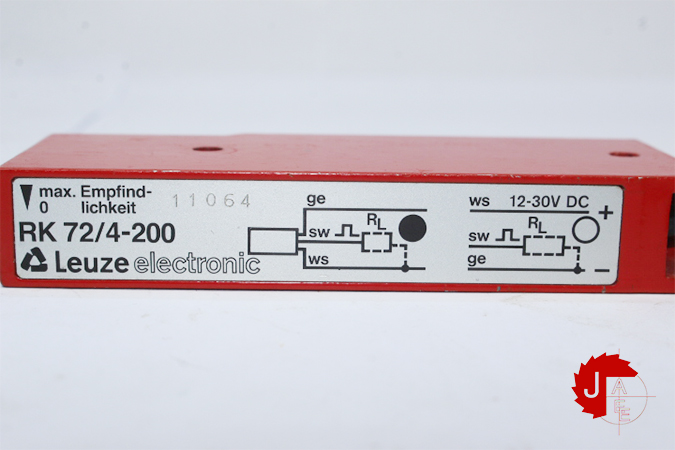 max. Empfind-
0 lichkeit
11064
RK 72/4-200
Leuze electronic
ge
sw
RL
ws
ws 12-30V DC
+
sw
RL
ge
-
J
A
E
E